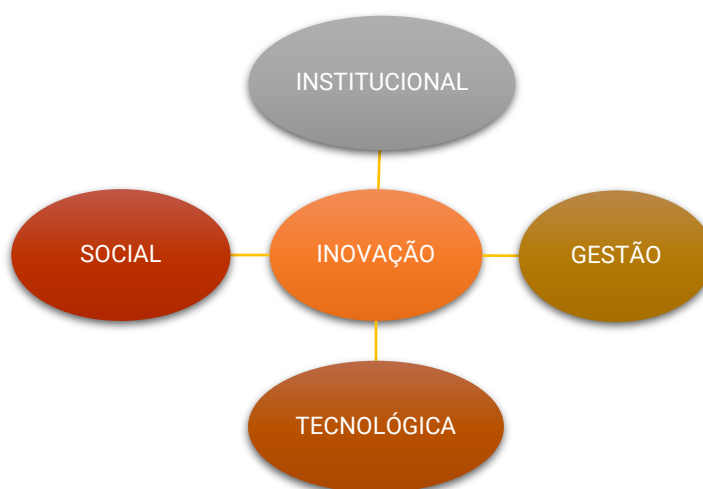 INSTITUCIONAL
SOCIAL
INOVAÇÃO
GESTÃO
TECNOLÓGICA